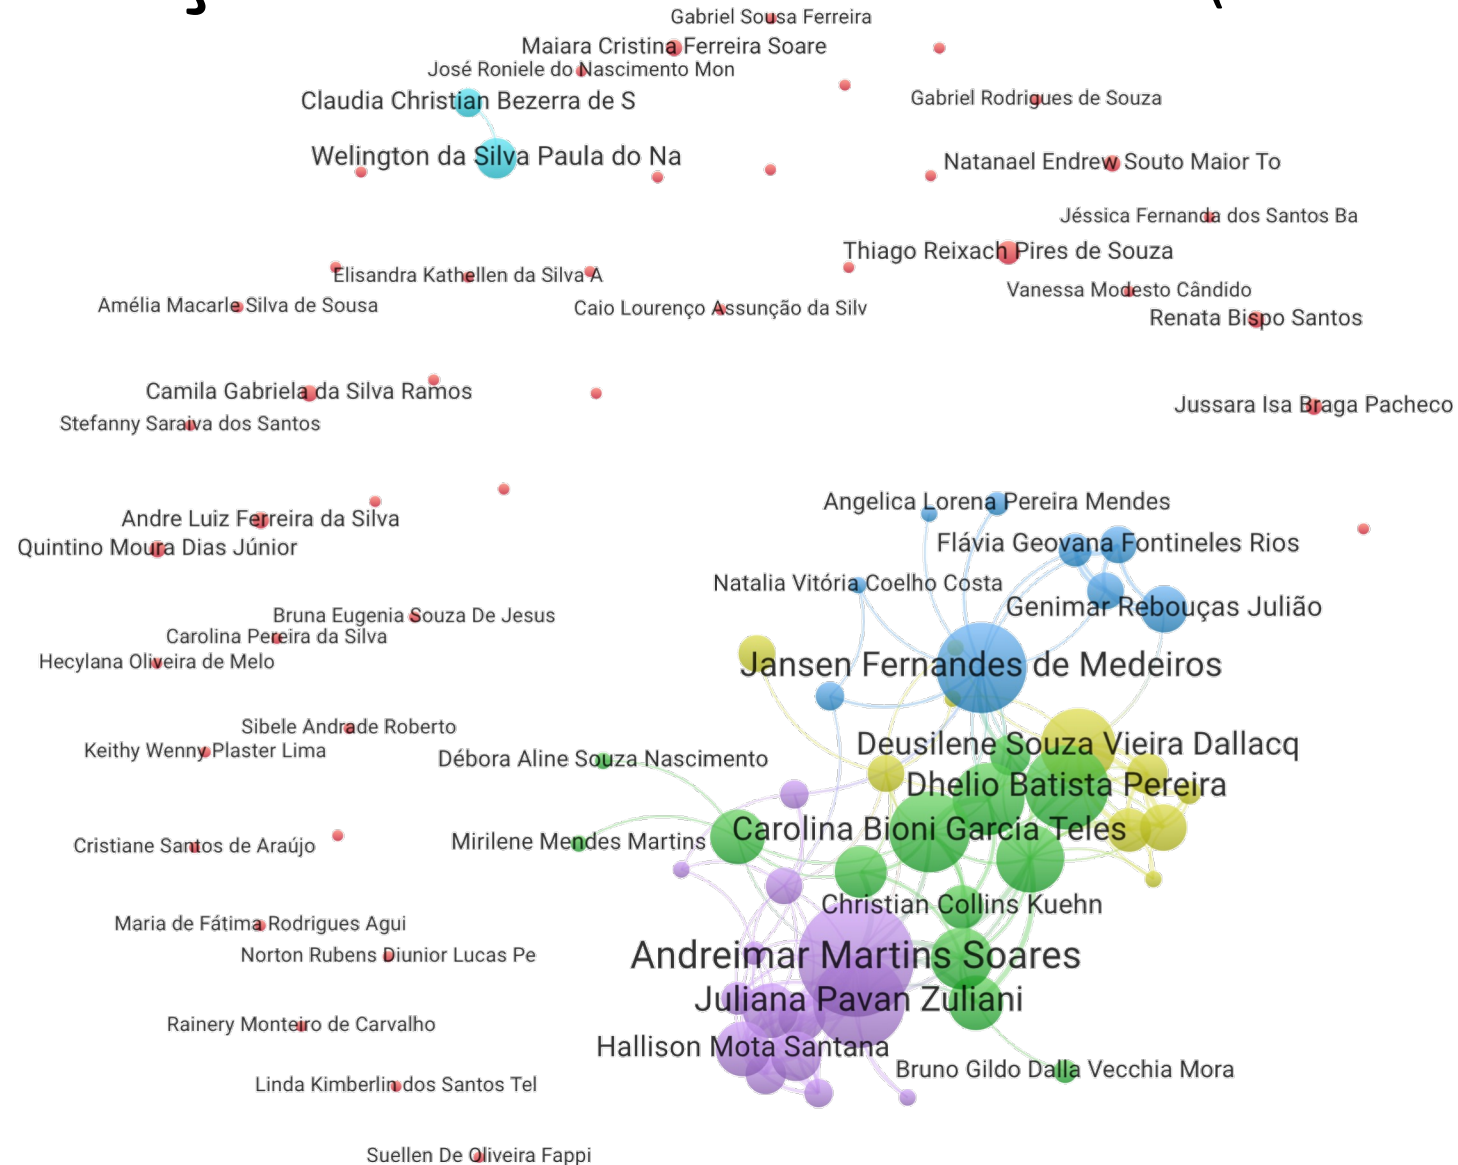 Gabriel Sousa Ferreira
Maiara Cristina Ferreira Soare
José Roniele do Nascimento Mon
Claudia Christian Bezerra de S
Gabriel Rodrigues de Souza
Welington da Silva Paula do Na
Natanael Endrew Souto Maior To
Jéssica Fernanda dos Santos Ba
Thiago Reixach Pires de Souza
Elisandra Kathellen da Silva A
Vanessa Modesto Cândido
Amélia Macarle Silva de Sousa
Caio Lourenço Assunção da Silv
Renata Bispo Santos
Camila Gabriela da Silva Ramos
Jussara Isa Braga Pacheco
Stefanny Saraiva dos Santos
Angelica Lorena Pereira Mendes
Andre Luiz Ferreira da Silva
Flávia Geovana Fontineles Rios
Quintino Moura Dias Júnior
Natalia Vitória Coelho Costa
Genimar Rebouças Julião
Bruna Eugenia Souza De Jesus
Carolina Pereira da Silva
Hecylana Oliveira de Melo
Jansen Fernandes de Medeiros
Sibele Andrade Roberto
Deusilene Souza Vieira Dallacq
Keithy Wenny Plaster Lima
Débora Aline Souza Nascimento
Dhelio Batista Pereira
Carolina Bioni Garcia Teles
Mirilene Mendes Martins
Cristiane Santos de Araújo
Christian Collins Kuehn
Maria de Fátima Rodrigues Agui
Norton Rubens Diunior Lucas Pe
Andreimar Martins Soares
Juliana Pavan Zuliani
Rainery Monteiro de Carvalho
Hallison Mota Santana
Bruno Gildo Dalla Vecchia Mora
Linda Kimberlin dos Santos Tel
Suellen De Oliveira Fappi